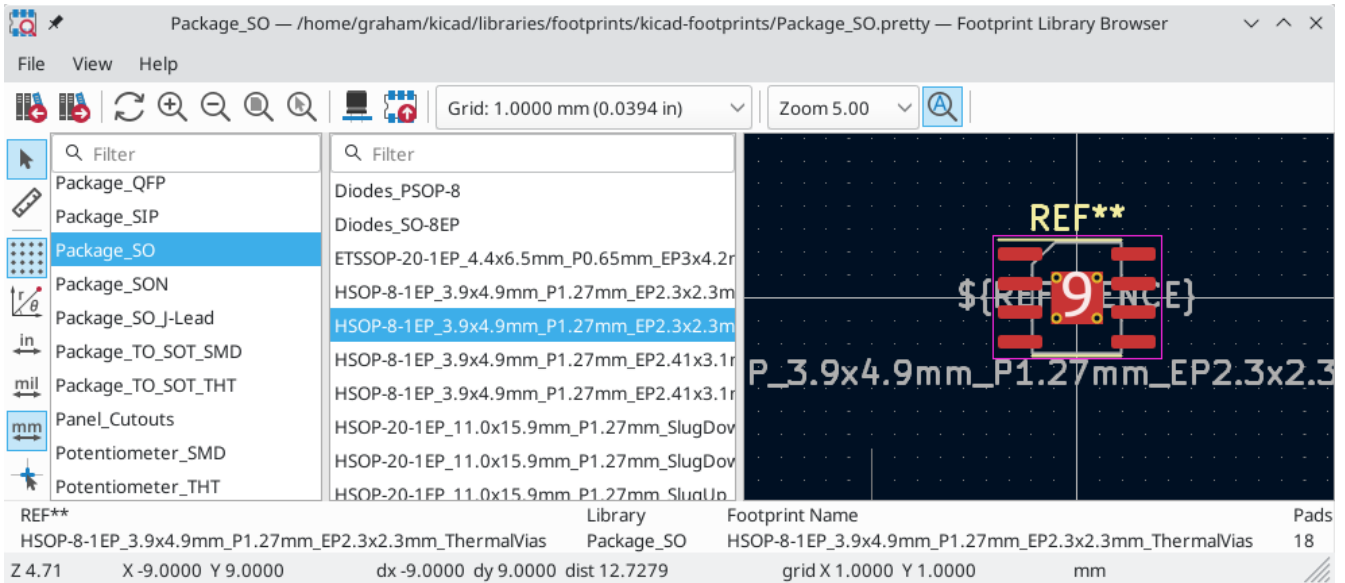 Package_SO — /home/graham/kicad/libraries/footprints/kicad-footprints/Package_SO.pretty — Footprint Library Browser
File View Help
Grid: 1.0000 mm (0.0394 in)
Zoom 5.00
Filter
Package_QFP
Package_SIP
Package_SO
Package_SON
Package_SO_J-Lead
Package_TO_SOT_SMD
Package_TO_SOT_THT
Panel_Cutouts
Potentiometer_SMD
Potentiometer_THT
Filter
Diodes_PSOP-8
Diodes_SO-8EP
ETSSOP-20-1EP_4.4x6.5mm_P0.65mm_EP3x4.2r
HSOP-8-1EP_3.9x4.9mm_P1.27mm_EP2.3x2.3m
HSOP-8-1EP_3.9x4.9mm_P1.27mm_EP2.3x2.3m
HSOP-8-1EP_3.9x4.9mm_P1.27mm_EP2.41x3.1r
HSOP-8-1EP_3.9x4.9mm_P1.27mm_EP2.41x3.1r
HSOP-20-1EP_11.0x15.9mm_P1.27mm_SlugDov
HSOP-20-1EP_11.0x15.9mm_P1.27mm_SlugDov
HSOP-20-1EP_11.0x15.9mm_P1.27mm_SlugUp
in
mil
mm
REF**
${REFERENCE}
9
P_3.9x4.9mm_P1.27mm_EP2.3x2.3
REF** Library Footprint Name Pads
HSOP-8-1EP_3.9x4.9mm_P1.27mm_EP2.3x2.3mm_ThermalVias Package_SO HSOP-8-1EP_3.9x4.9mm_P1.27mm_EP2.3x2.3mm_ThermalVias 18
Z 4.71 X -9.0000 Y 9.0000 dx -9.0000 dy 9.0000 dist 12.7279 grid X 1.0000 Y 1.0000 mm